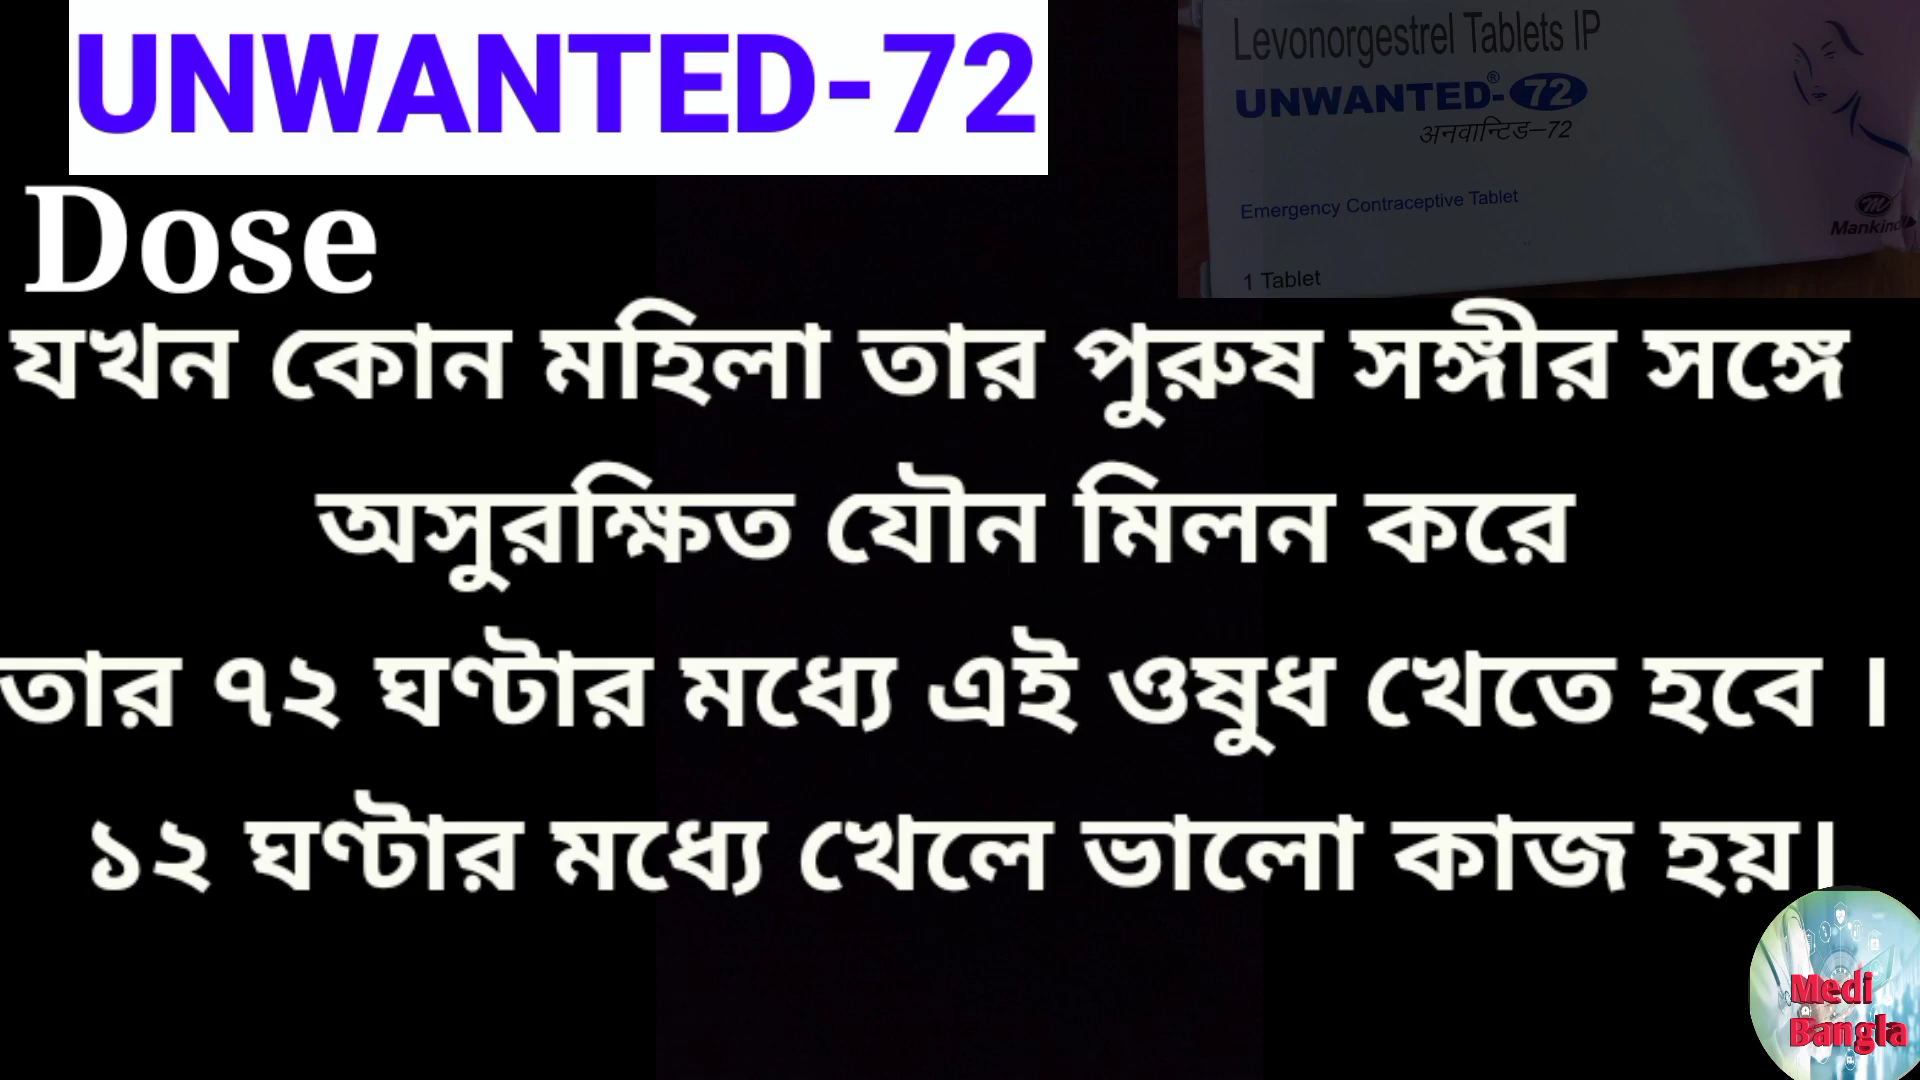 UNWANTED-72
Levonorgestrel Tablets IP
UNWANTED®-72
अनवान्टिड-72
Emergency Contraceptive Tablet
Mankind
1 Tablet
Dose
যখন কোন মহিলা তার পুরুষ সঙ্গীর সঙ্গে
অসুরক্ষিত যৌন মিলন করে
তার ৭২ ঘণ্টার মধ্যে এই ওষুধ খেতে হবে ।
১২ ঘণ্টার মধ্যে খেলে ভালো কাজ হয়।
Medi
Bangla